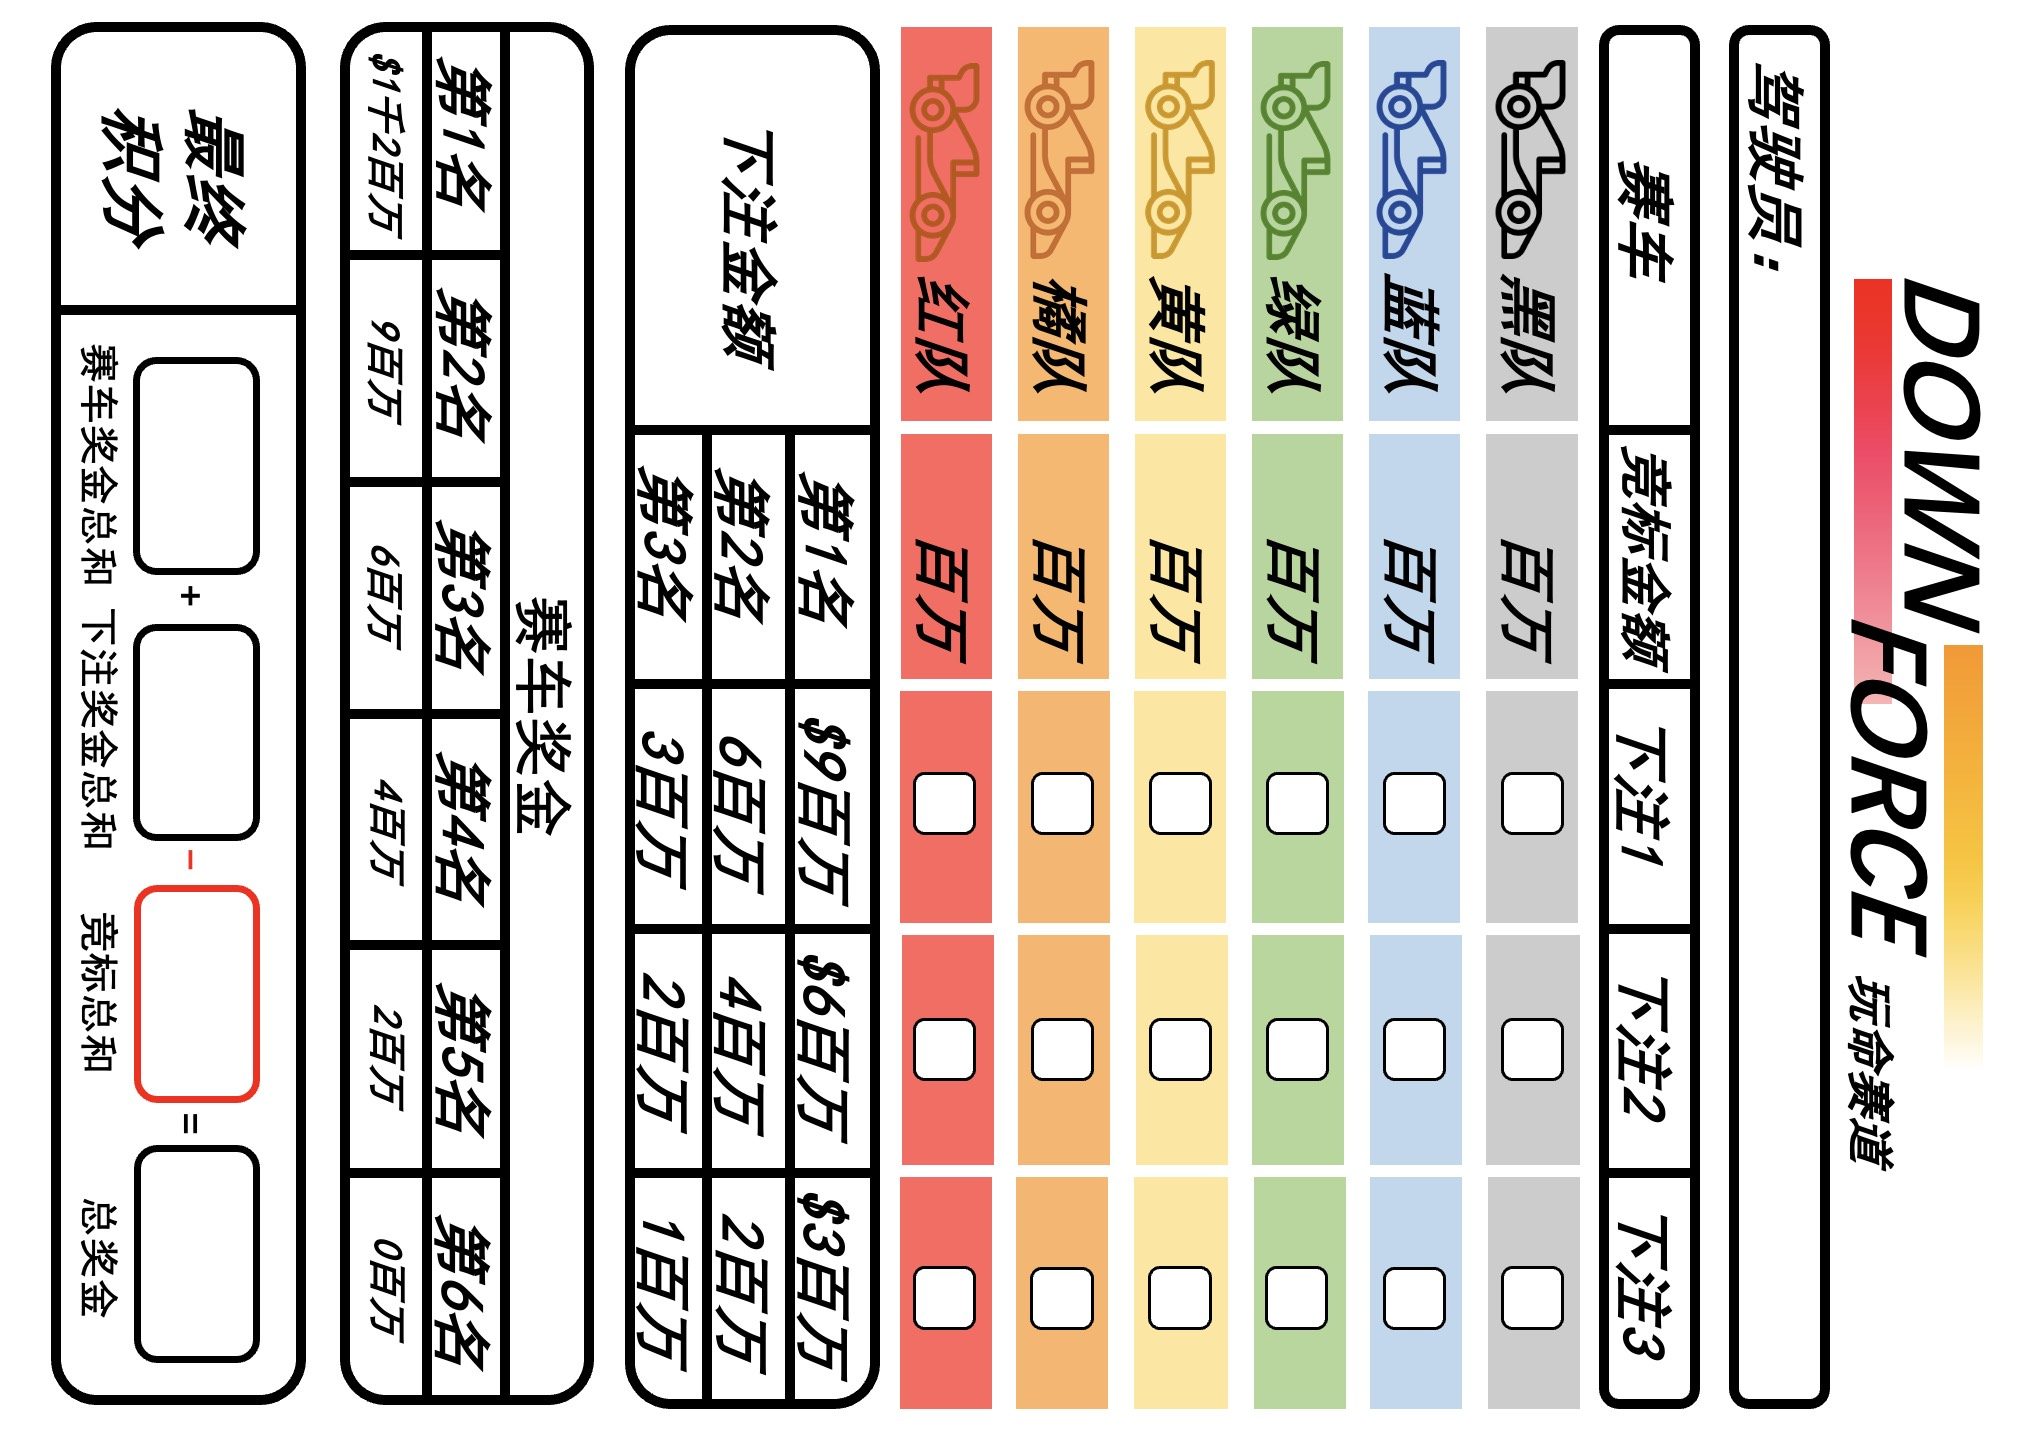 DOWN
FORCE 玩命赛道
驾驶员：
赛车 竞标金额 下注1 下注2 下注3
黑队 百万
蓝队 百万
绿队 百万
黄队 百万
橘队 百万
红队 百万
下注金额
第1名 $9百万 $6百万 $3百万
第2名 6百万 4百万 2百万
第3名 3百万 2百万 1百万
赛车奖金
第1名 第2名 第3名 第4名 第5名 第6名
$1千2百万 9百万 6百万 4百万 2百万 0百万
最终
积分
+ − =
赛车奖金总和 下注奖金总和 竞标总和 总奖金